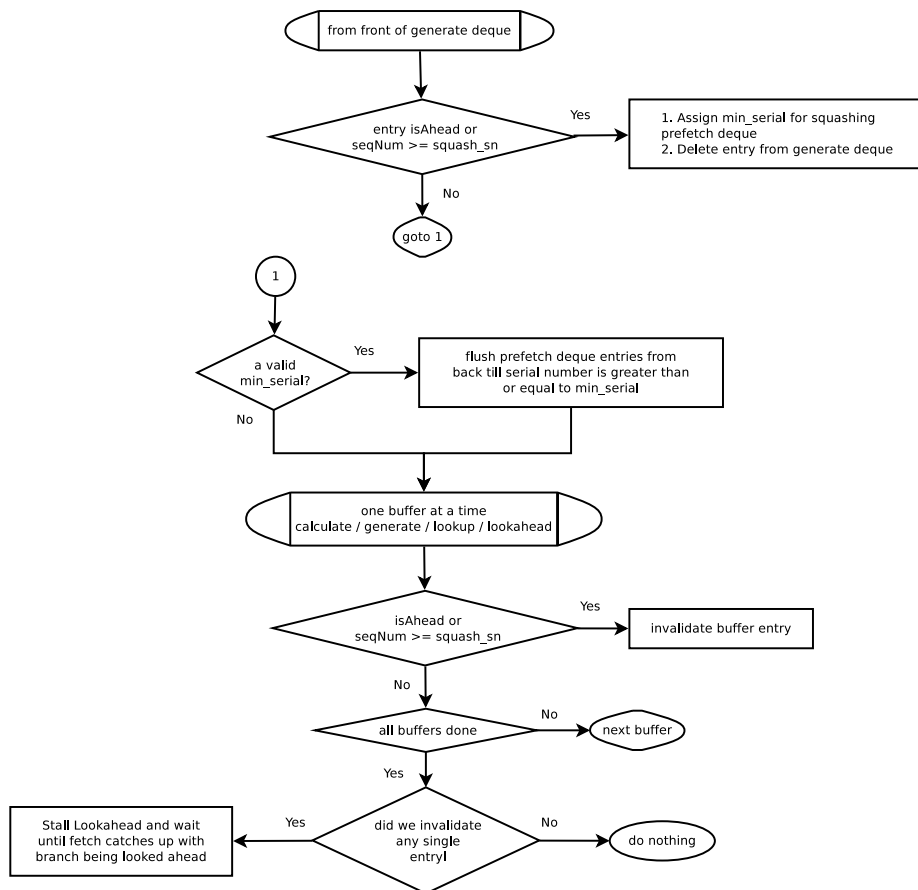 from front of generate deque
entry isAhead or
seqNum >= squash_sn
Yes
1. Assign min_serial for squashing
prefetch deque
2. Delete entry from generate deque
No
goto 1
1
a valid
min_serial?
Yes
flush prefetch deque entries from
back till serial number is greater than
or equal to min_serial
No
one buffer at a time
calculate / generate / lookup / lookahead
isAhead or
seqNum >= squash_sn
Yes
invalidate buffer entry
No
all buffers done
No
next buffer
Yes
did we invalidate
any single
entryl
Yes
Stall Lookahead and wait
until fetch catches up with
branch being looked ahead
No
do nothing